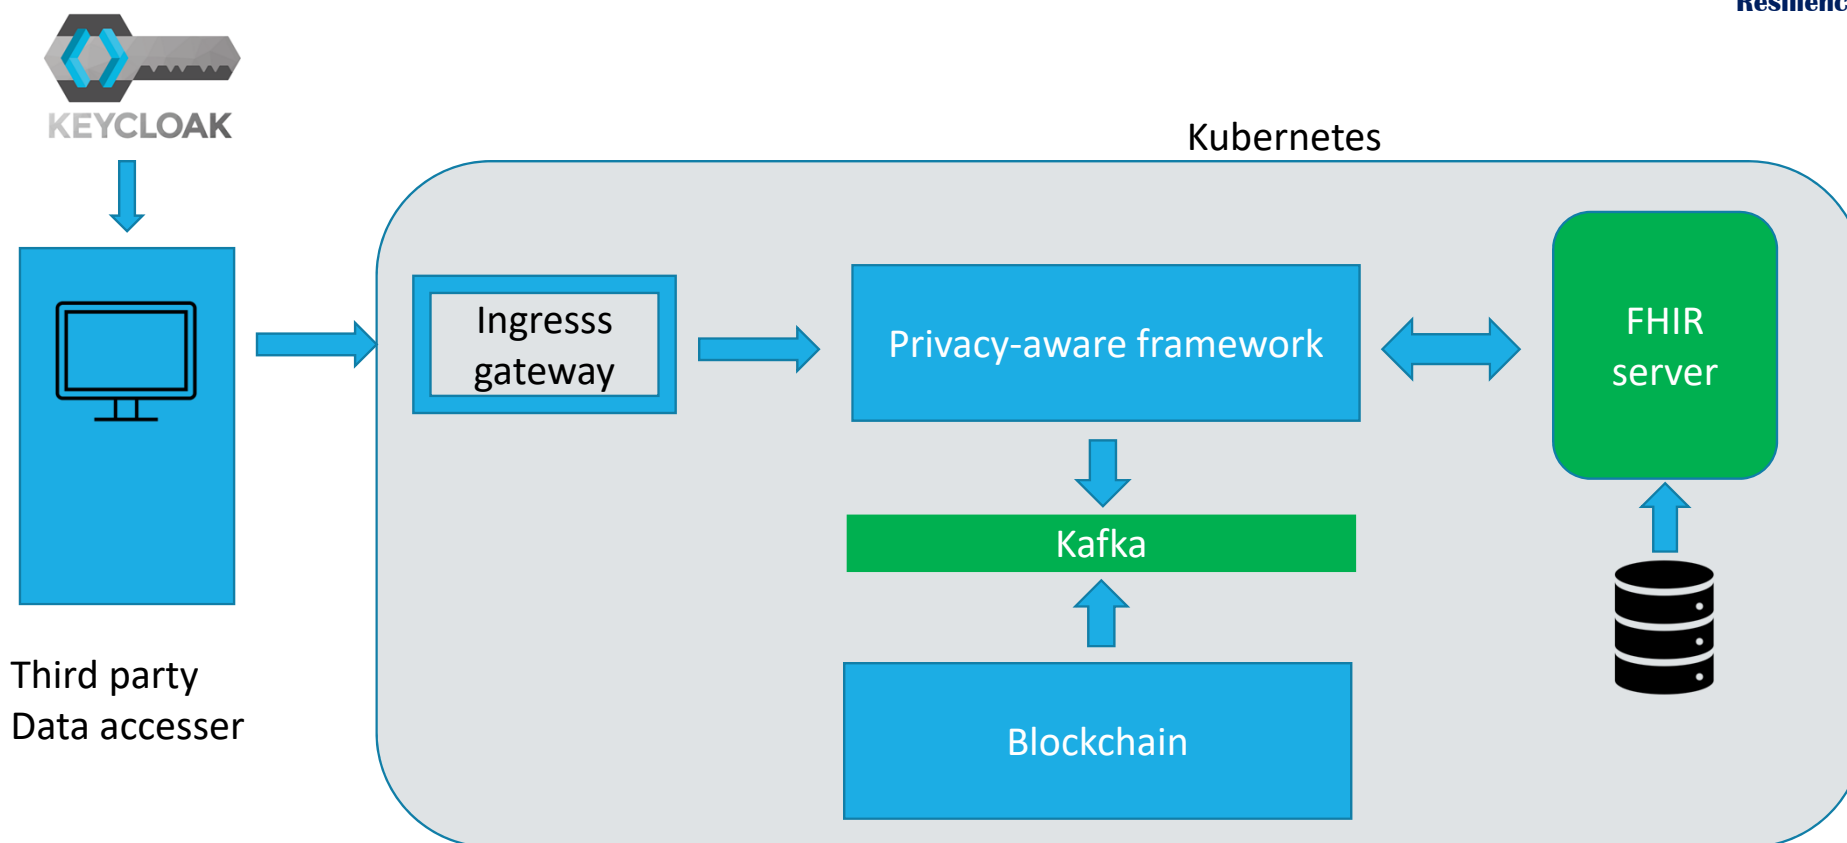 KEYCLOAK
Kubernetes
Ingresss
gateway
Privacy-aware framework
FHIR
server
Kafka
Blockchain
Third party
Data accesser